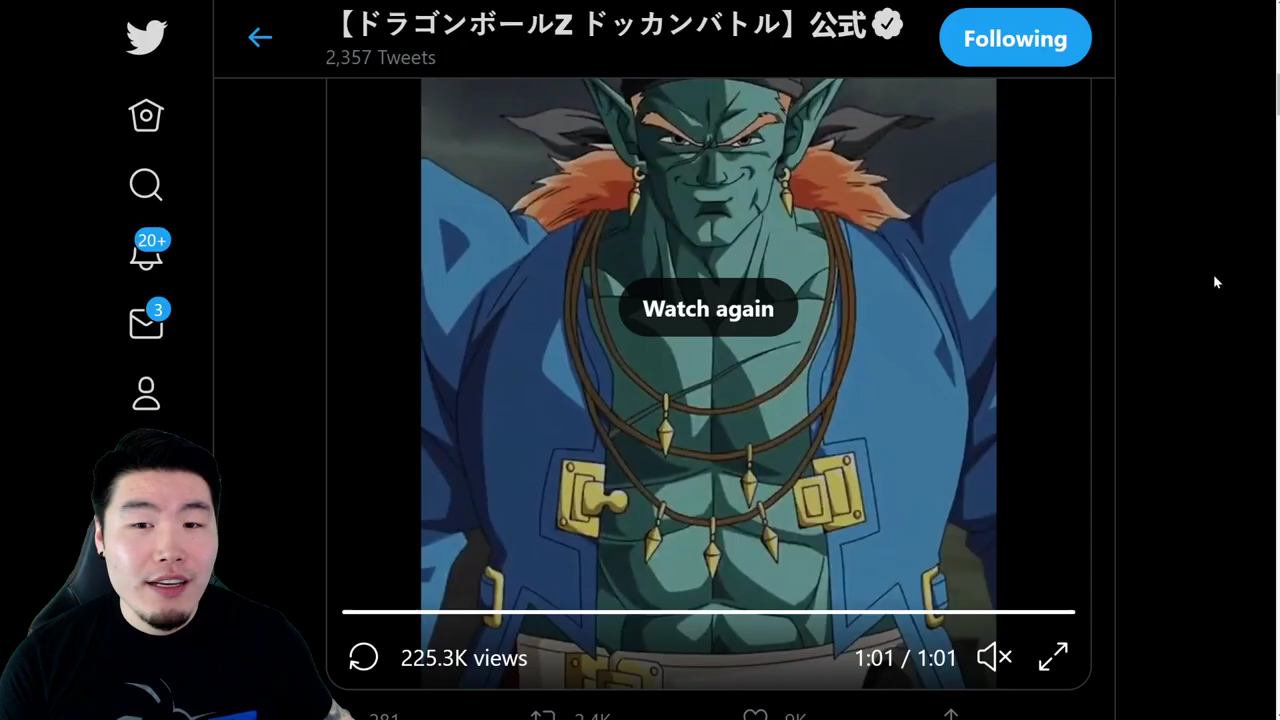 【ドラゴンボールZ ドッカンバトル】公式
2,357 Tweets
Following
20+
3
Watch again
225.3K views
1:01 / 1:01